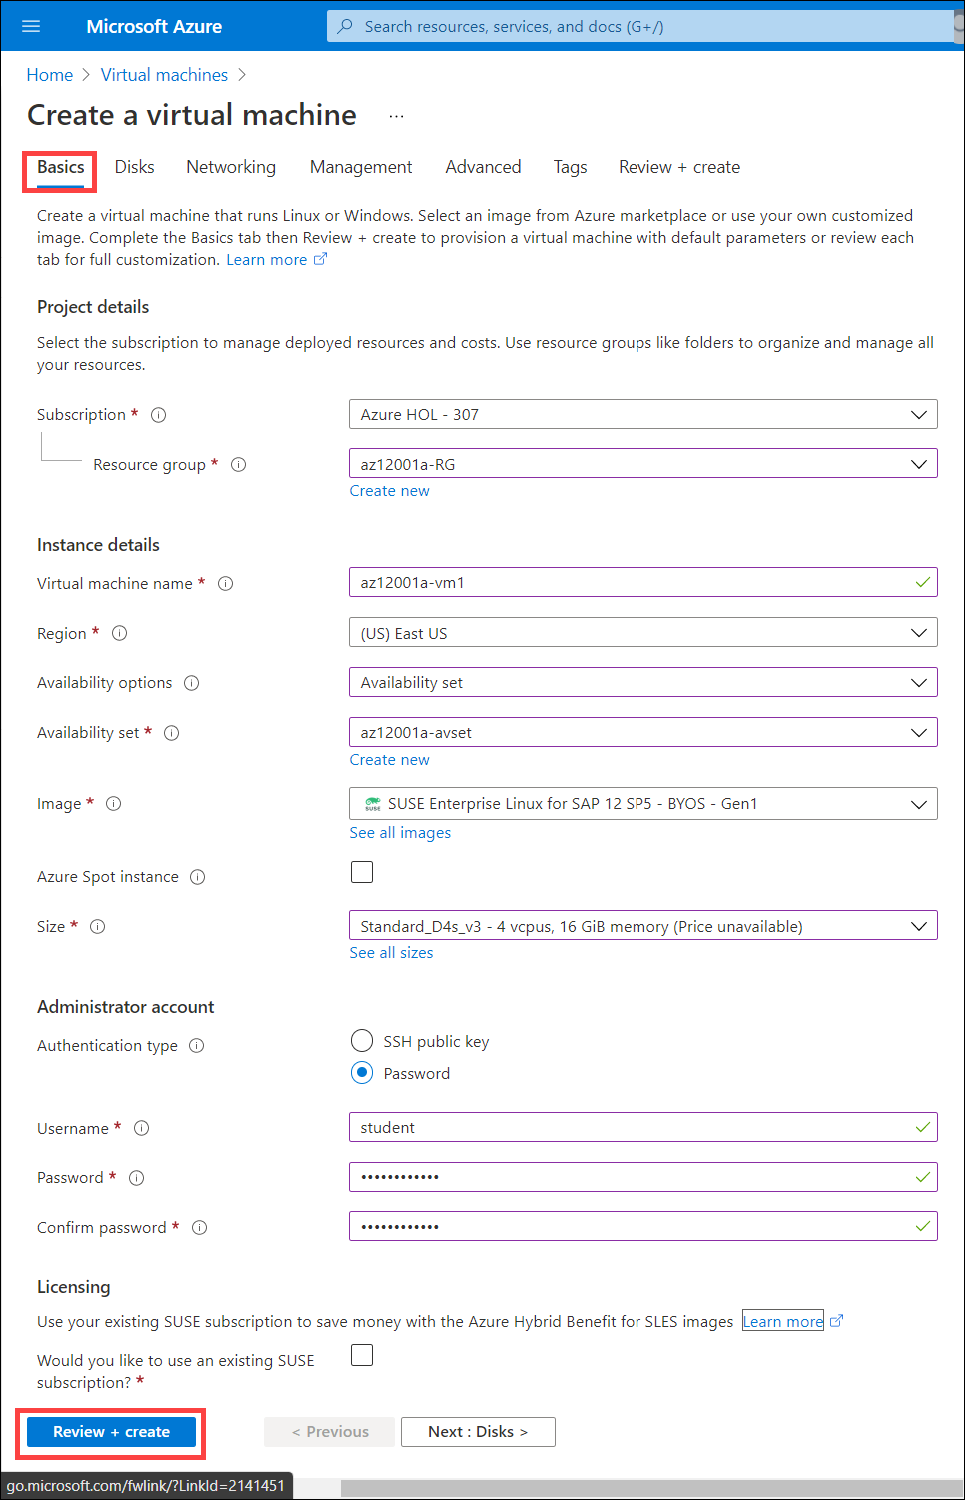 Microsoft Azure
Search resources, services, and docs (G+/)
Home > Virtual machines >
Create a virtual machine ...
Basics Disks Networking Management Advanced Tags Review + create
Create a virtual machine that runs Linux or Windows. Select an image from Azure marketplace or use your own customized
image. Complete the Basics tab then Review + create to provision a virtual machine with default parameters or review each
tab for full customization. Learn more
Project details
Select the subscription to manage deployed resources and costs. Use resource groups like folders to organize and manage all
your resources.
Subscription * Azure HOL - 307
Resource group * az12001a-RG
Create new
Instance details
Virtual machine name * az12001a-vm1
Region * (US) East US
Availability options Availability set
Availability set * az12001a-avset
Create new
Image * SUSE SUSE Enterprise Linux for SAP 12 SP5 - BYOS - Gen1
See all images
Azure Spot instance
Size * Standard_D4s_v3 - 4 vcpus, 16 GiB memory (Price unavailable)
See all sizes
Administrator account
Authentication type SSH public key
Password
Username * student
Password * ••••••••••••
Confirm password * ••••••••••••
Licensing
Use your existing SUSE subscription to save money with the Azure Hybrid Benefit for SLES images Learn more
Would you like to use an existing SUSE
subscription? *
Review + create < Previous Next : Disks >
go.microsoft.com/fwlink/?LinkId=2141451